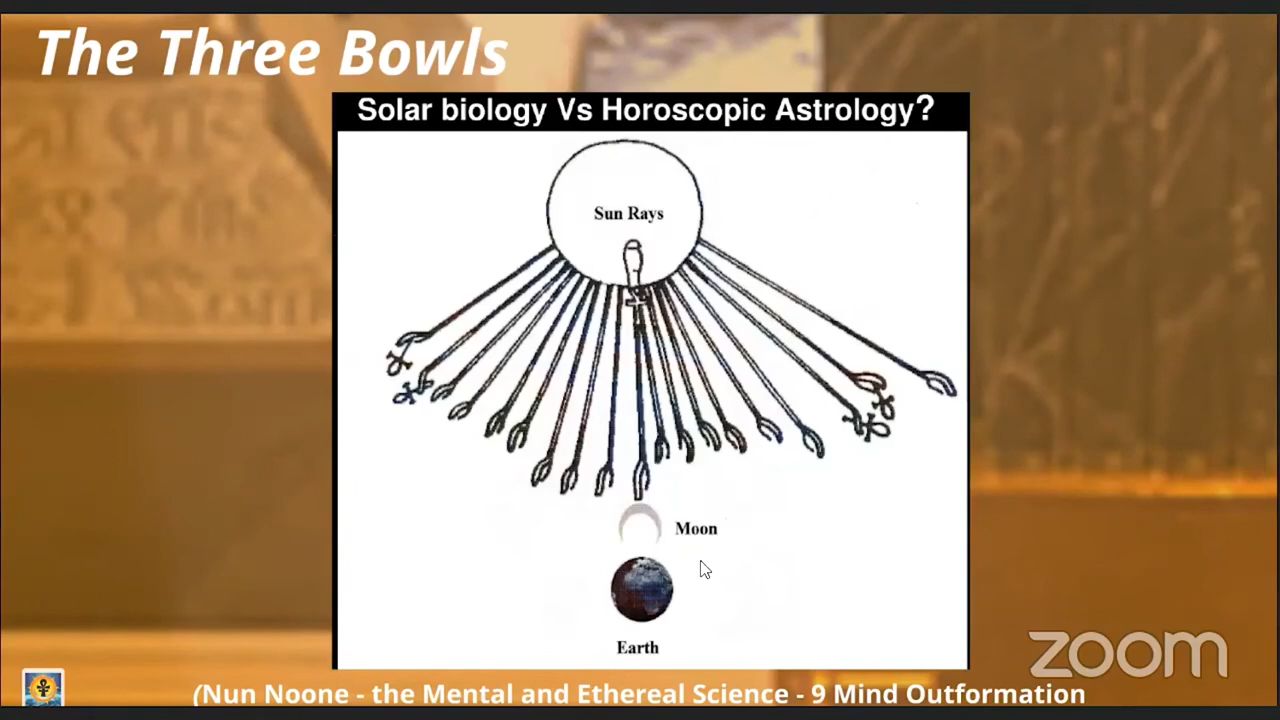 The Three Bowls
Solar biology Vs Horoscopic Astrology?
Sun Rays
Moon
Earth
zoom
(Nun Noone - the Mental and Ethereal Science - 9 Mind Outformation